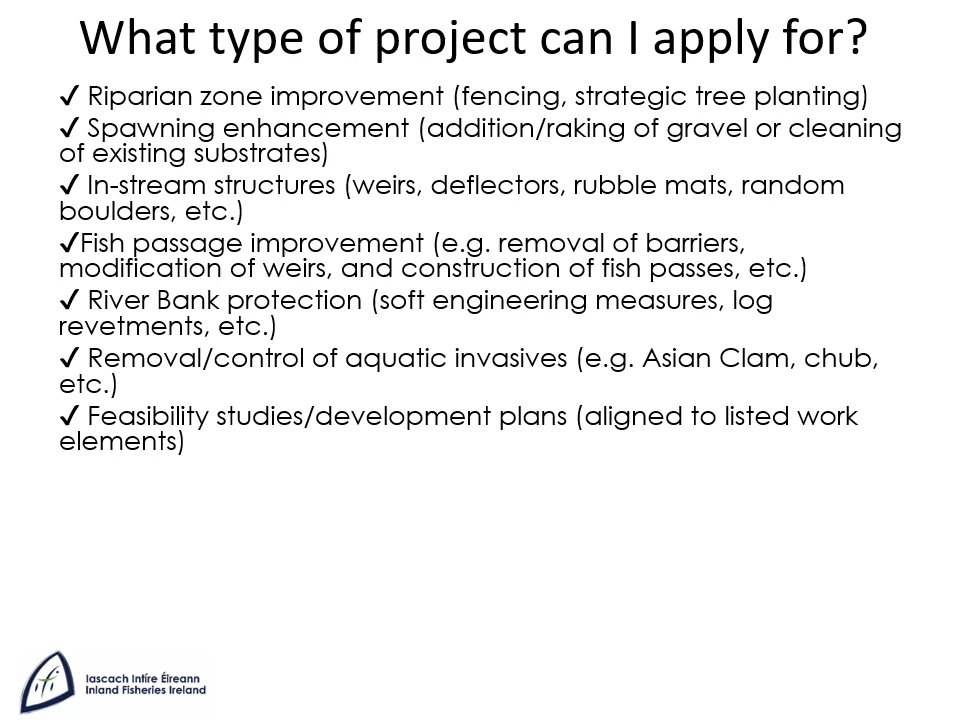 What type of project can I apply for?
✓ Riparian zone improvement (fencing, strategic tree planting)
✓ Spawning enhancement (addition/raking of gravel or cleaning
of existing substrates)
✓ In-stream structures (weirs, deflectors, rubble mats, random
boulders, etc.)
✓Fish passage improvement (e.g. removal of barriers,
modification of weirs, and construction of fish passes, etc.)
✓ River Bank protection (soft engineering measures, log
revetments, etc.)
✓ Removal/control of aquatic invasives (e.g. Asian Clam, chub,
etc.)
✓ Feasibility studies/development plans (aligned to listed work
elements)
ifi
Iascach Intíre Éireann
Inland Fisheries Ireland